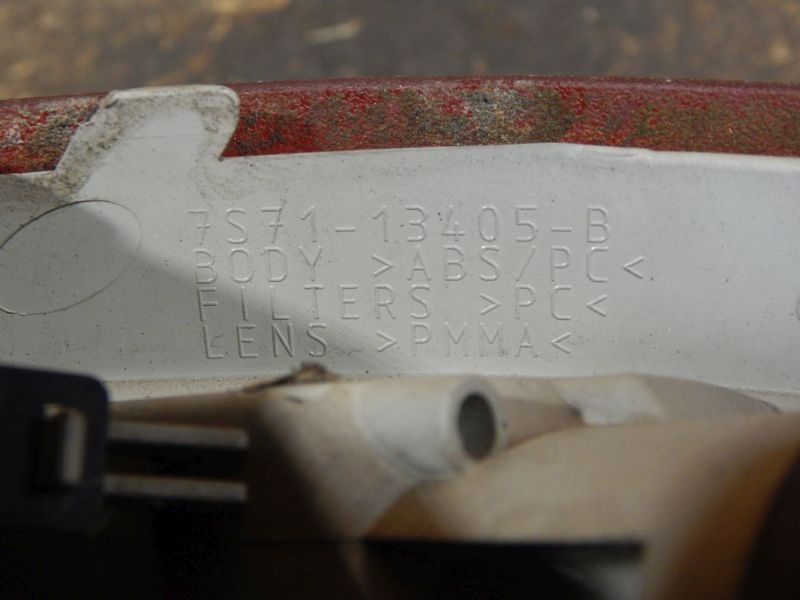 7S71-13405-B
BODY >ABS/PC<
FILTERS >PC<
LENS >PMMA<